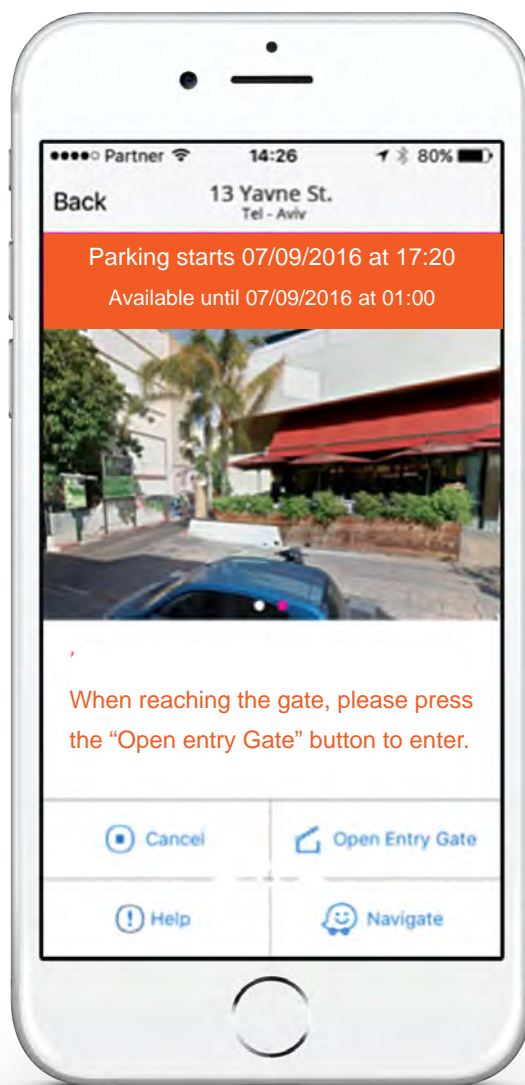 Partner 14:26 80%
Back 13 Yavne St.
Tel - Aviv
Parking starts 07/09/2016 at 17:20
Available until 07/09/2016 at 01:00
When reaching the gate, please press
the “Open entry Gate” button to enter.
Cancel Open Entry Gate
Help Navigate